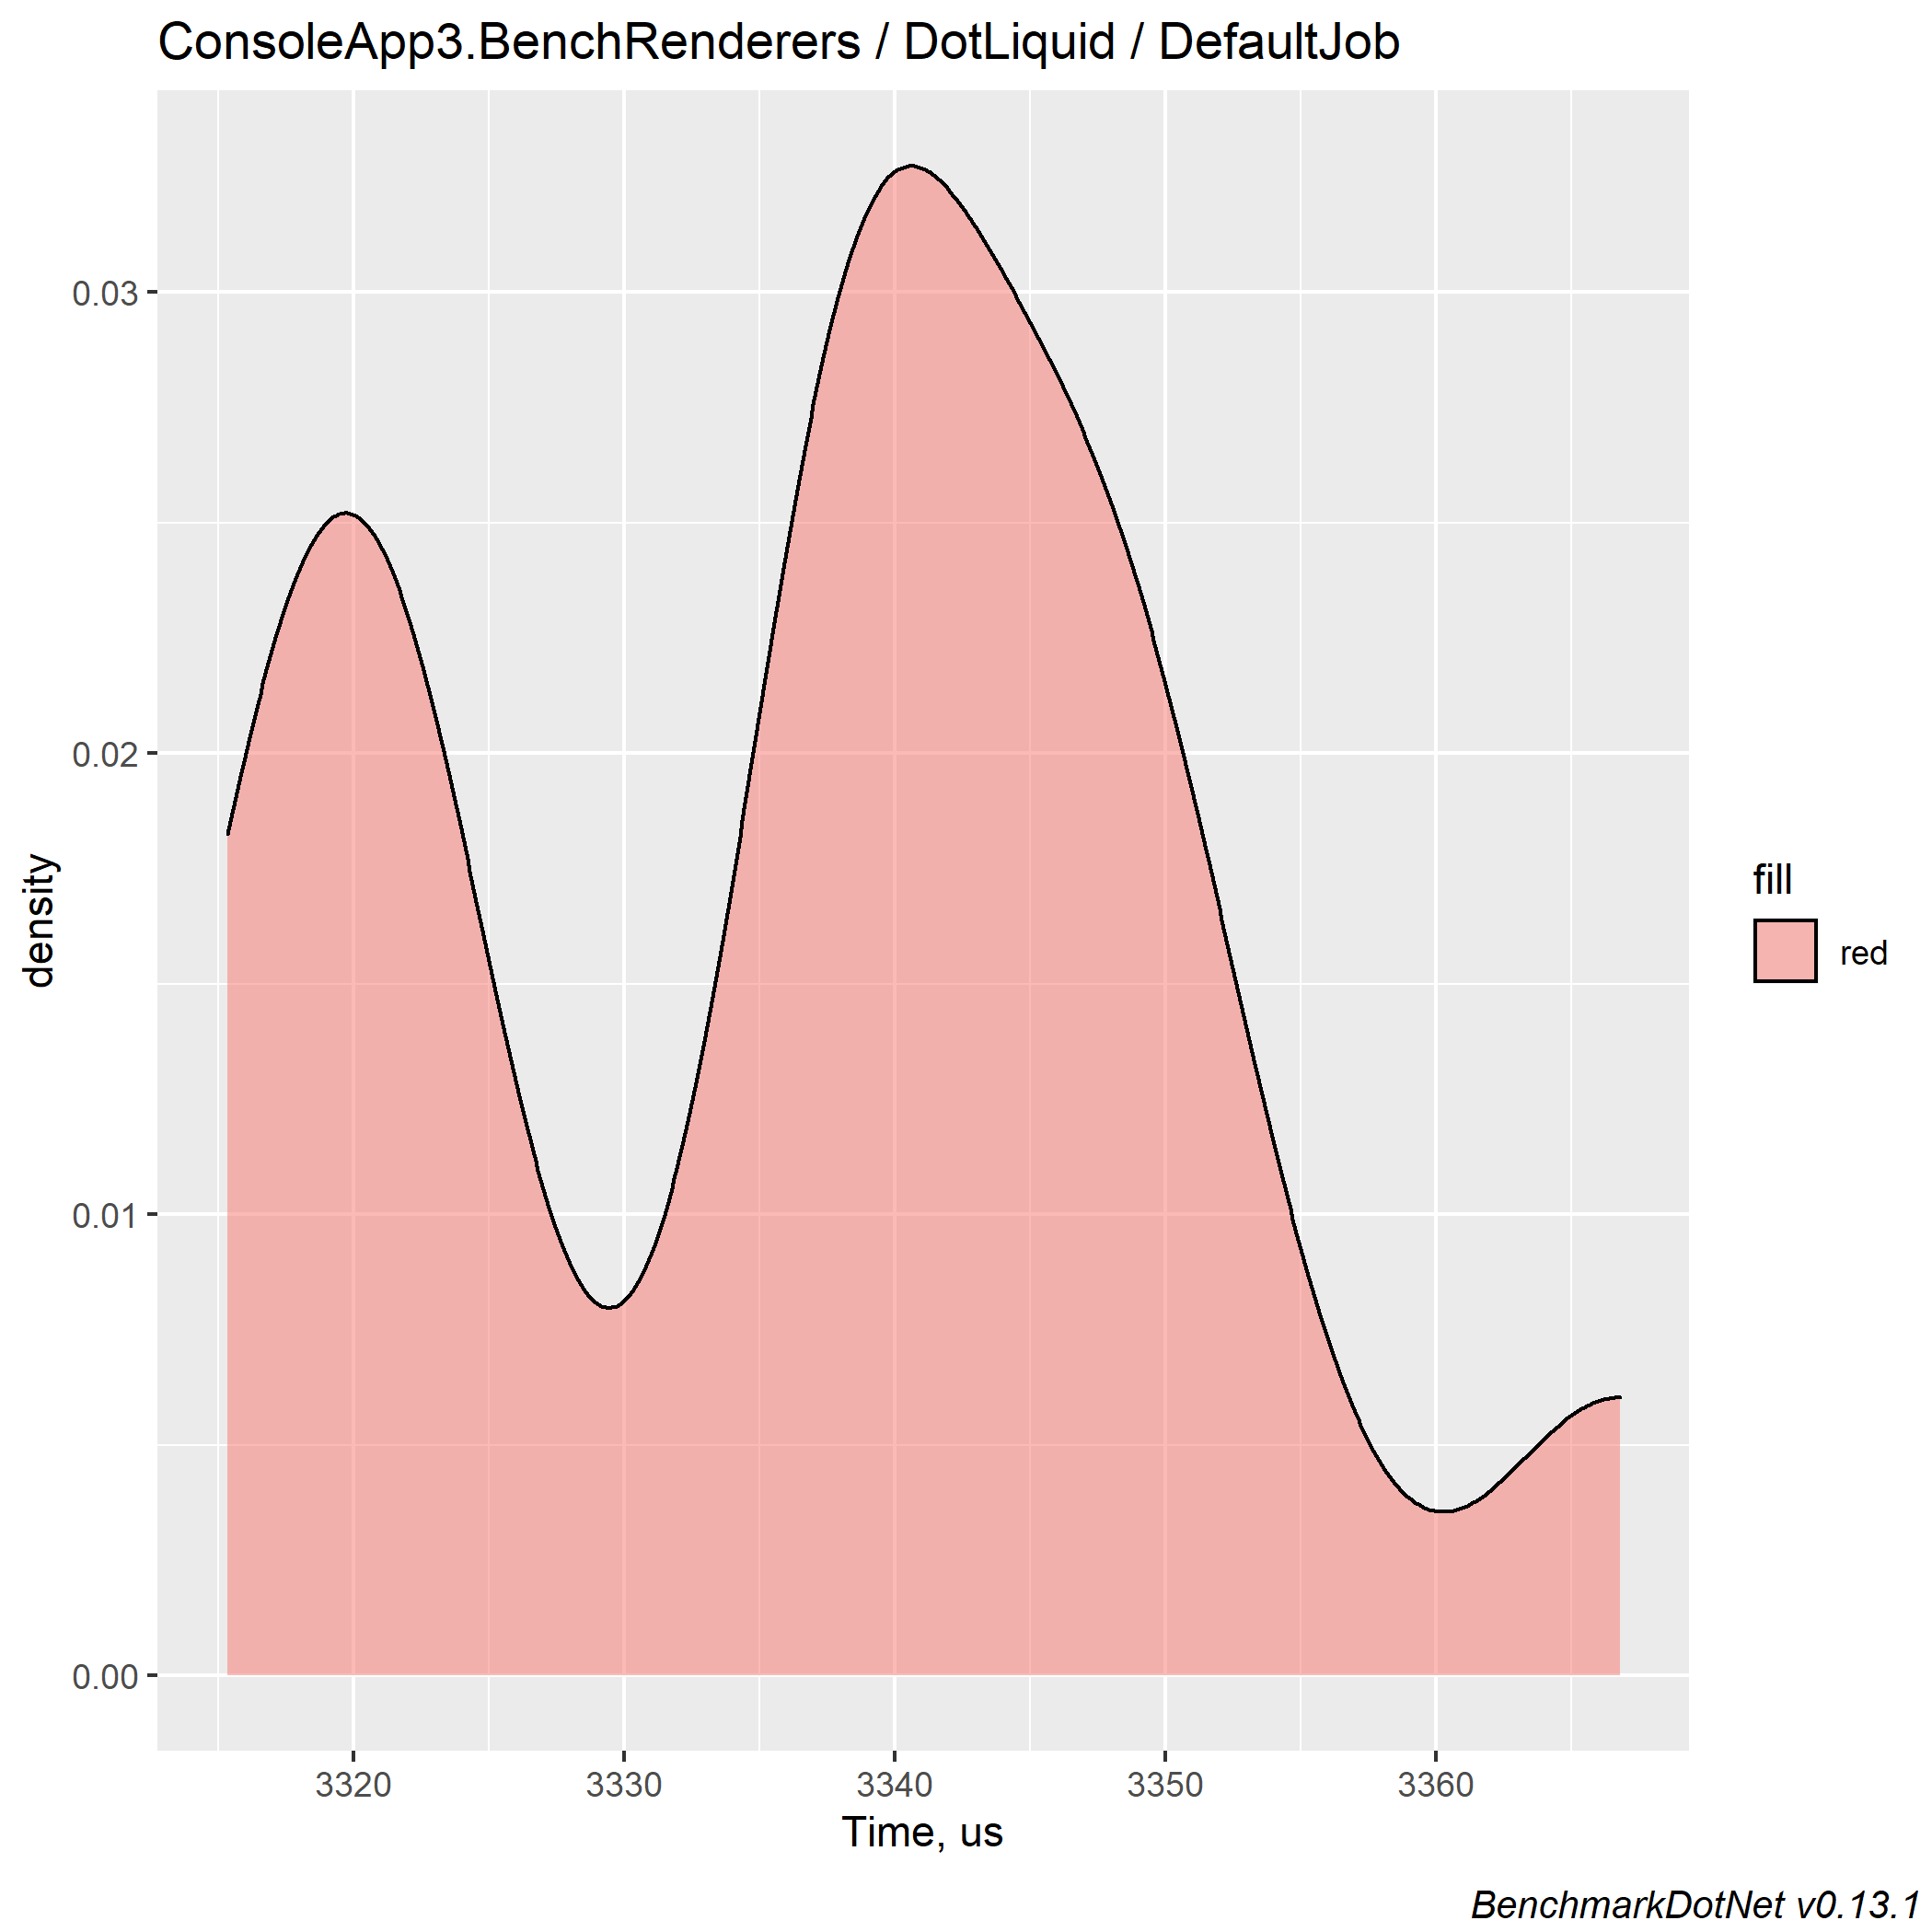 ConsoleApp3.BenchRenderers / DotLiquid / DefaultJob
0.03
0.02
0.01
0.00
density
3320 3330 3340 3350 3360
Time, us
fill
red
BenchmarkDotNet v0.13.1